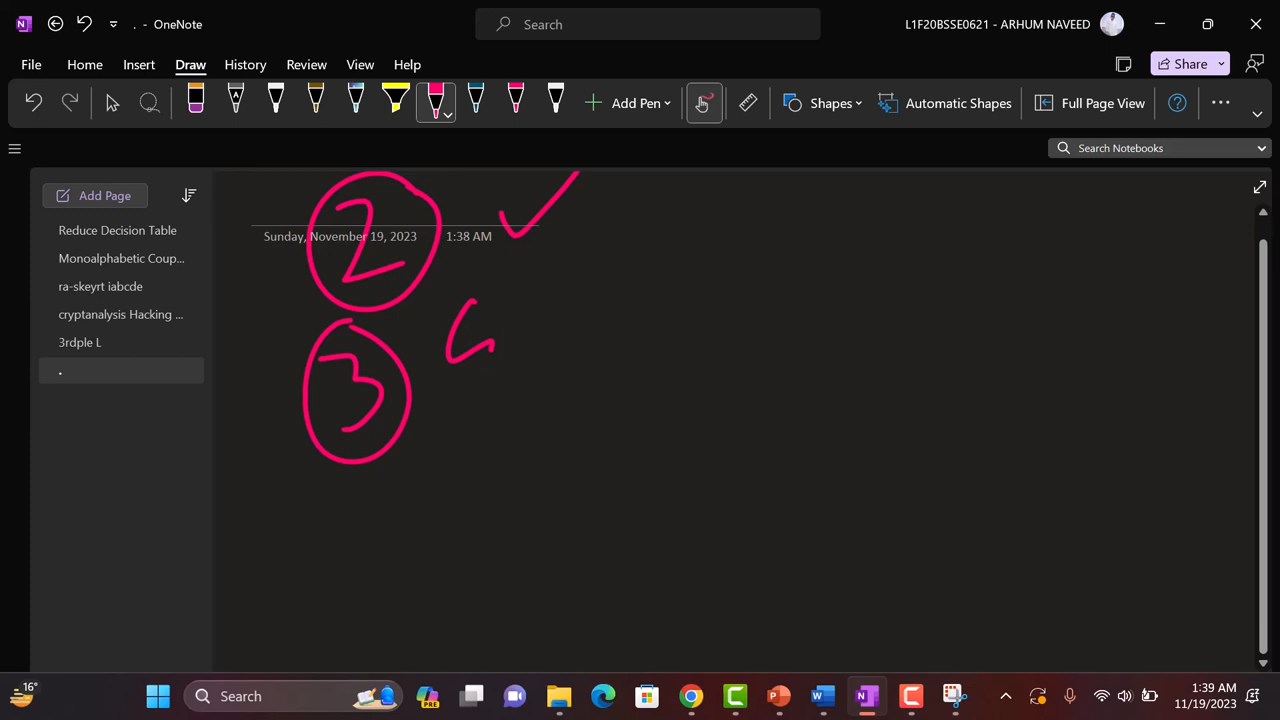 . - OneNote
Search
L1F20BSSE0621 - ARHUM NAVEED
File Home Insert Draw History Review View Help
Share
Add Pen
Shapes
Automatic Shapes
Full Page View
Search Notebooks
Add Page
Reduce Decision Table
Monoalphabetic Coup...
ra-skeyrt iabcde
cryptanalysis Hacking ...
3rdple L
.
2
Sunday, November 19, 2023 1:38 AM
3
16°
Search
PRE
1:39 AM
11/19/2023